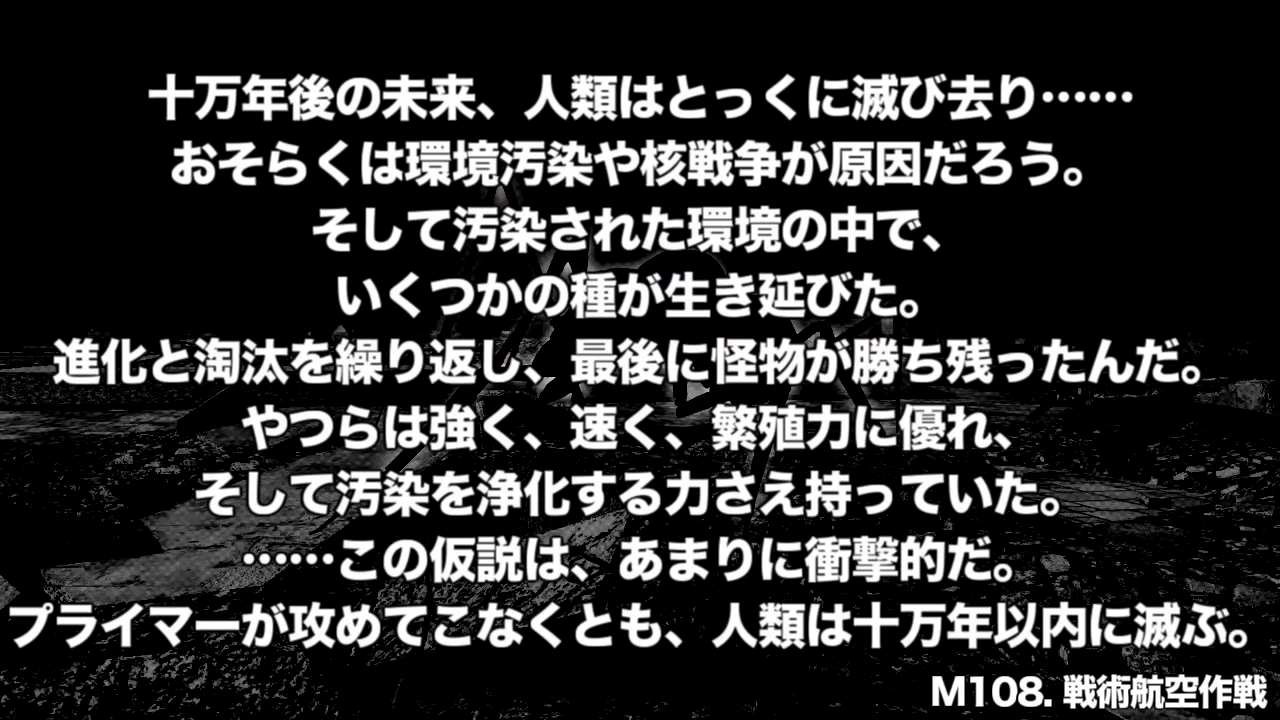 十万年後の未来、人類はとっくに滅び去り……
おそらくは環境汚染や核戦争が原因だろう。
そして汚染された環境の中で、
いくつかの種が生き延びた。
進化と淘汰を繰り返し、最後に怪物が勝ち残ったんだ。
やつらは強く、速く、繁殖力に優れ、
そして汚染を浄化する力さえ持っていた。
……この仮説は、あまりに衝撃的だ。
プライマーが攻めてこなくとも、人類は十万年以内に滅ぶ。
M108. 戦術航空作戦